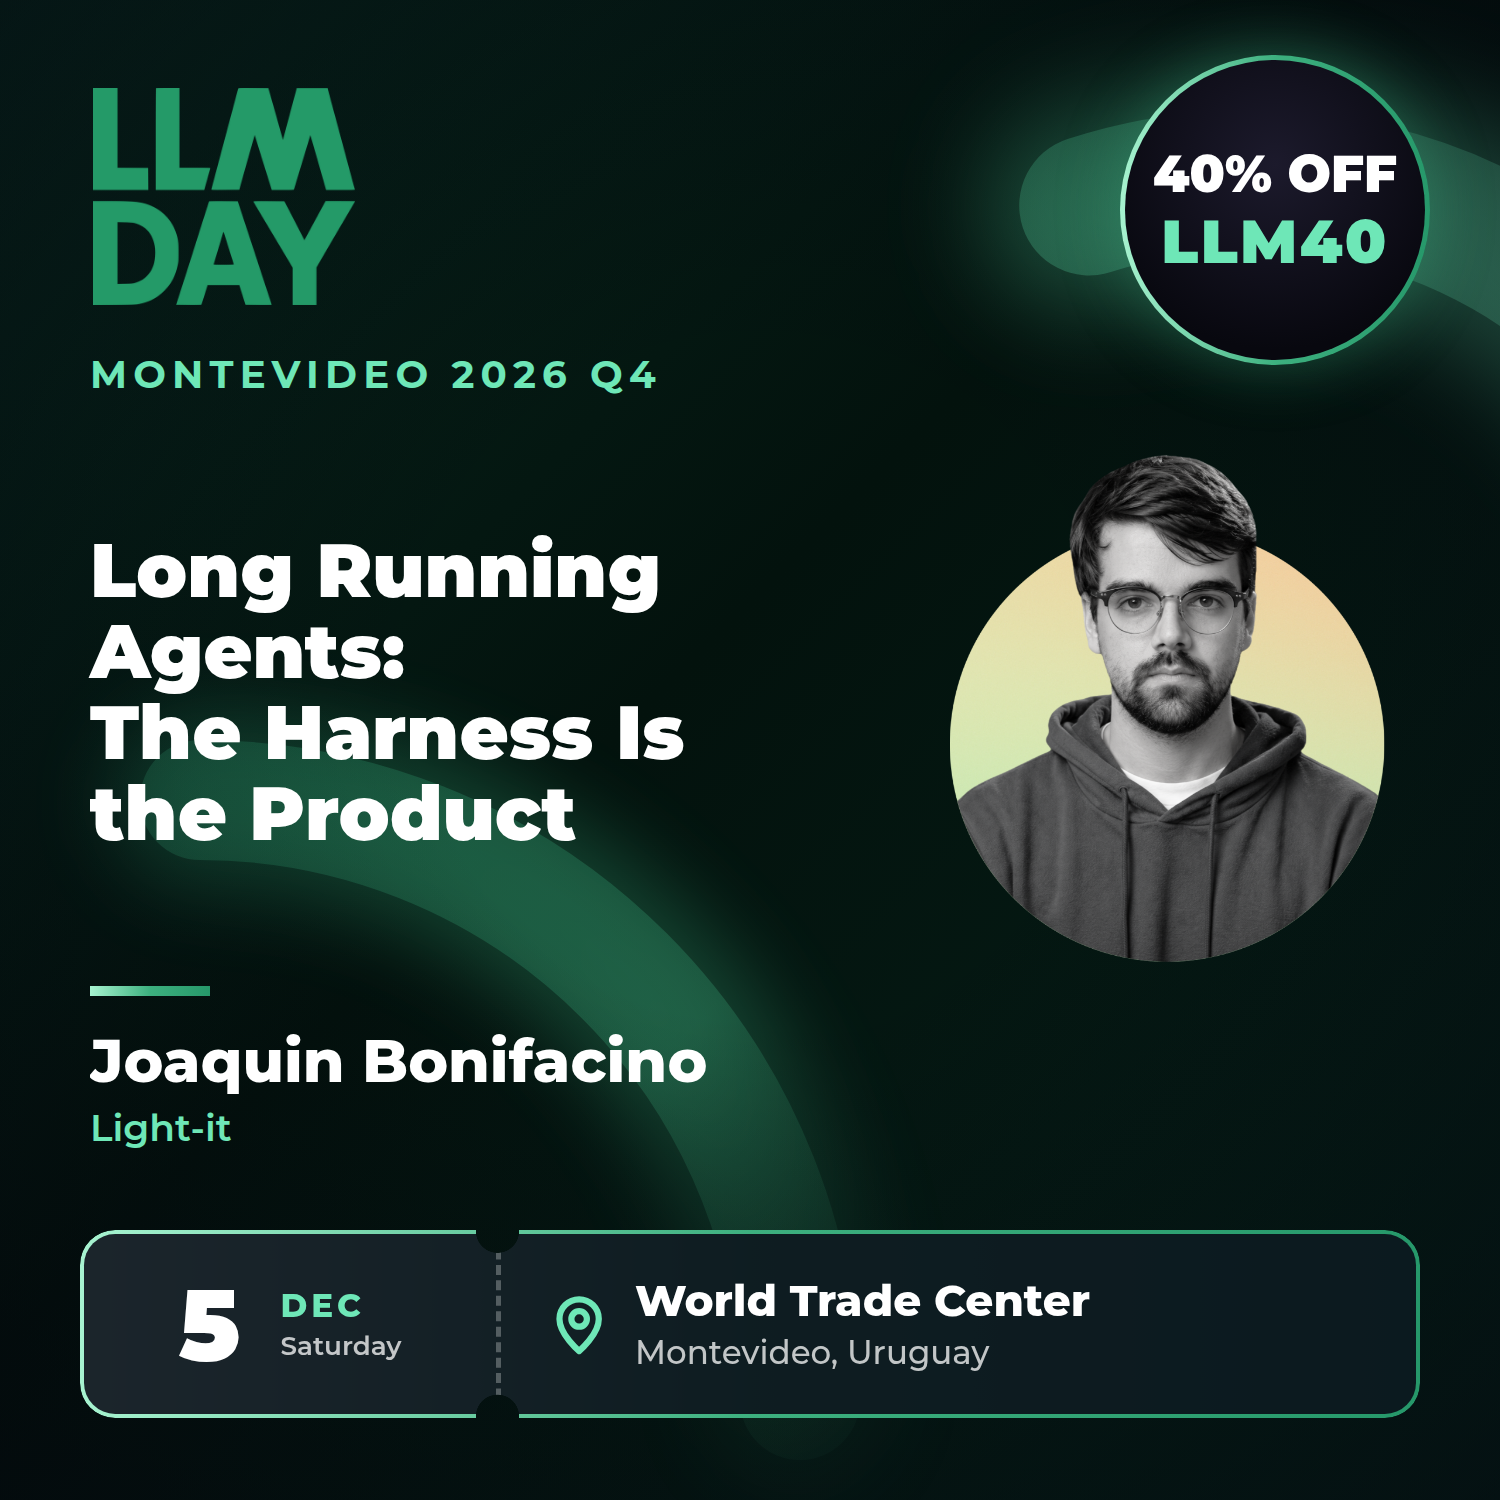 LLM
DAY
MONTEVIDEO 2026 Q4
40% OFF
LLM40
Long Running
Agents:
The Harness Is
the Product
Joaquin Bonifacino
Light-it
5
DEC
Saturday
World Trade Center
Montevideo, Uruguay